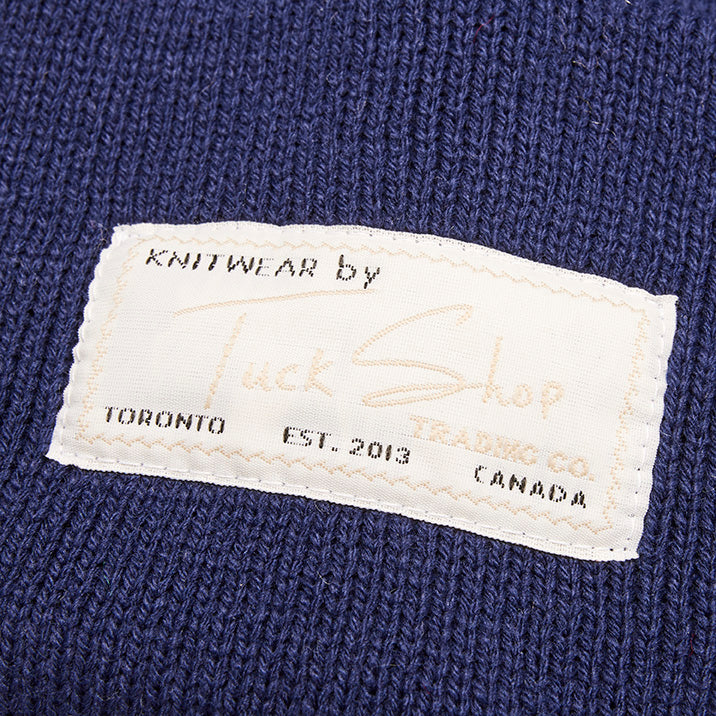 KNITWEAR by
Tuck Shop
TRADING CO.
TORONTO EST. 2013 CANADA